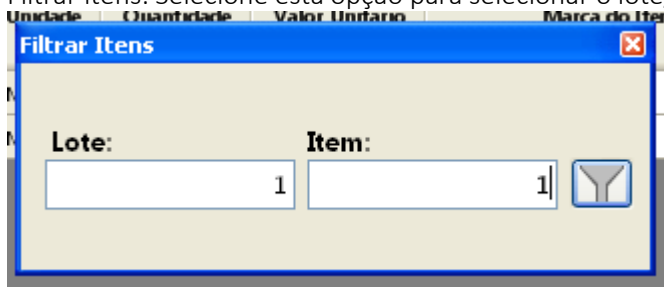 Filtrar Itens: Selecione esta opção para selecionar o lote
Unidade Quantidade Valor Unitário Marca do Ite
Filtrar Itens
Lote: Item:
1 1